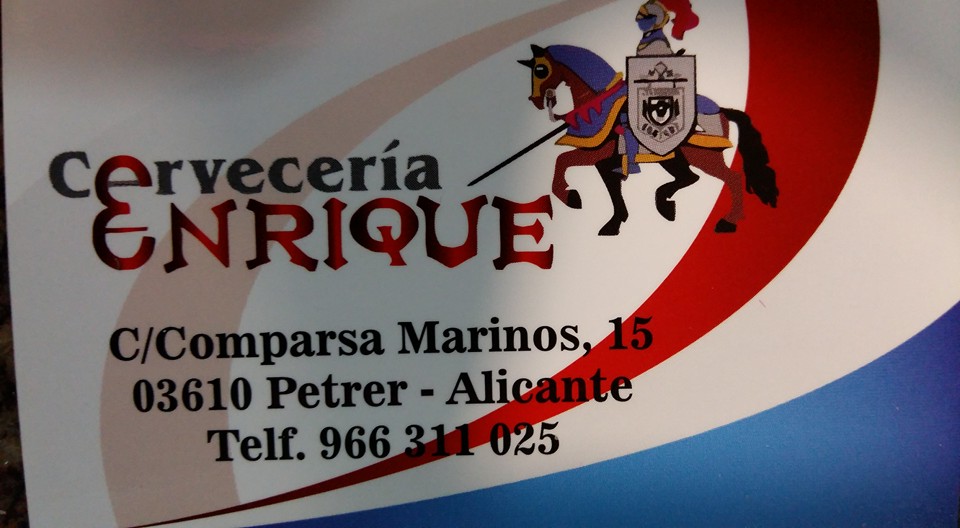 Cervecería
ENRIQUE
C/Comparsa Marinos, 15
03610 Petrer - Alicante
Telf. 966 311 025